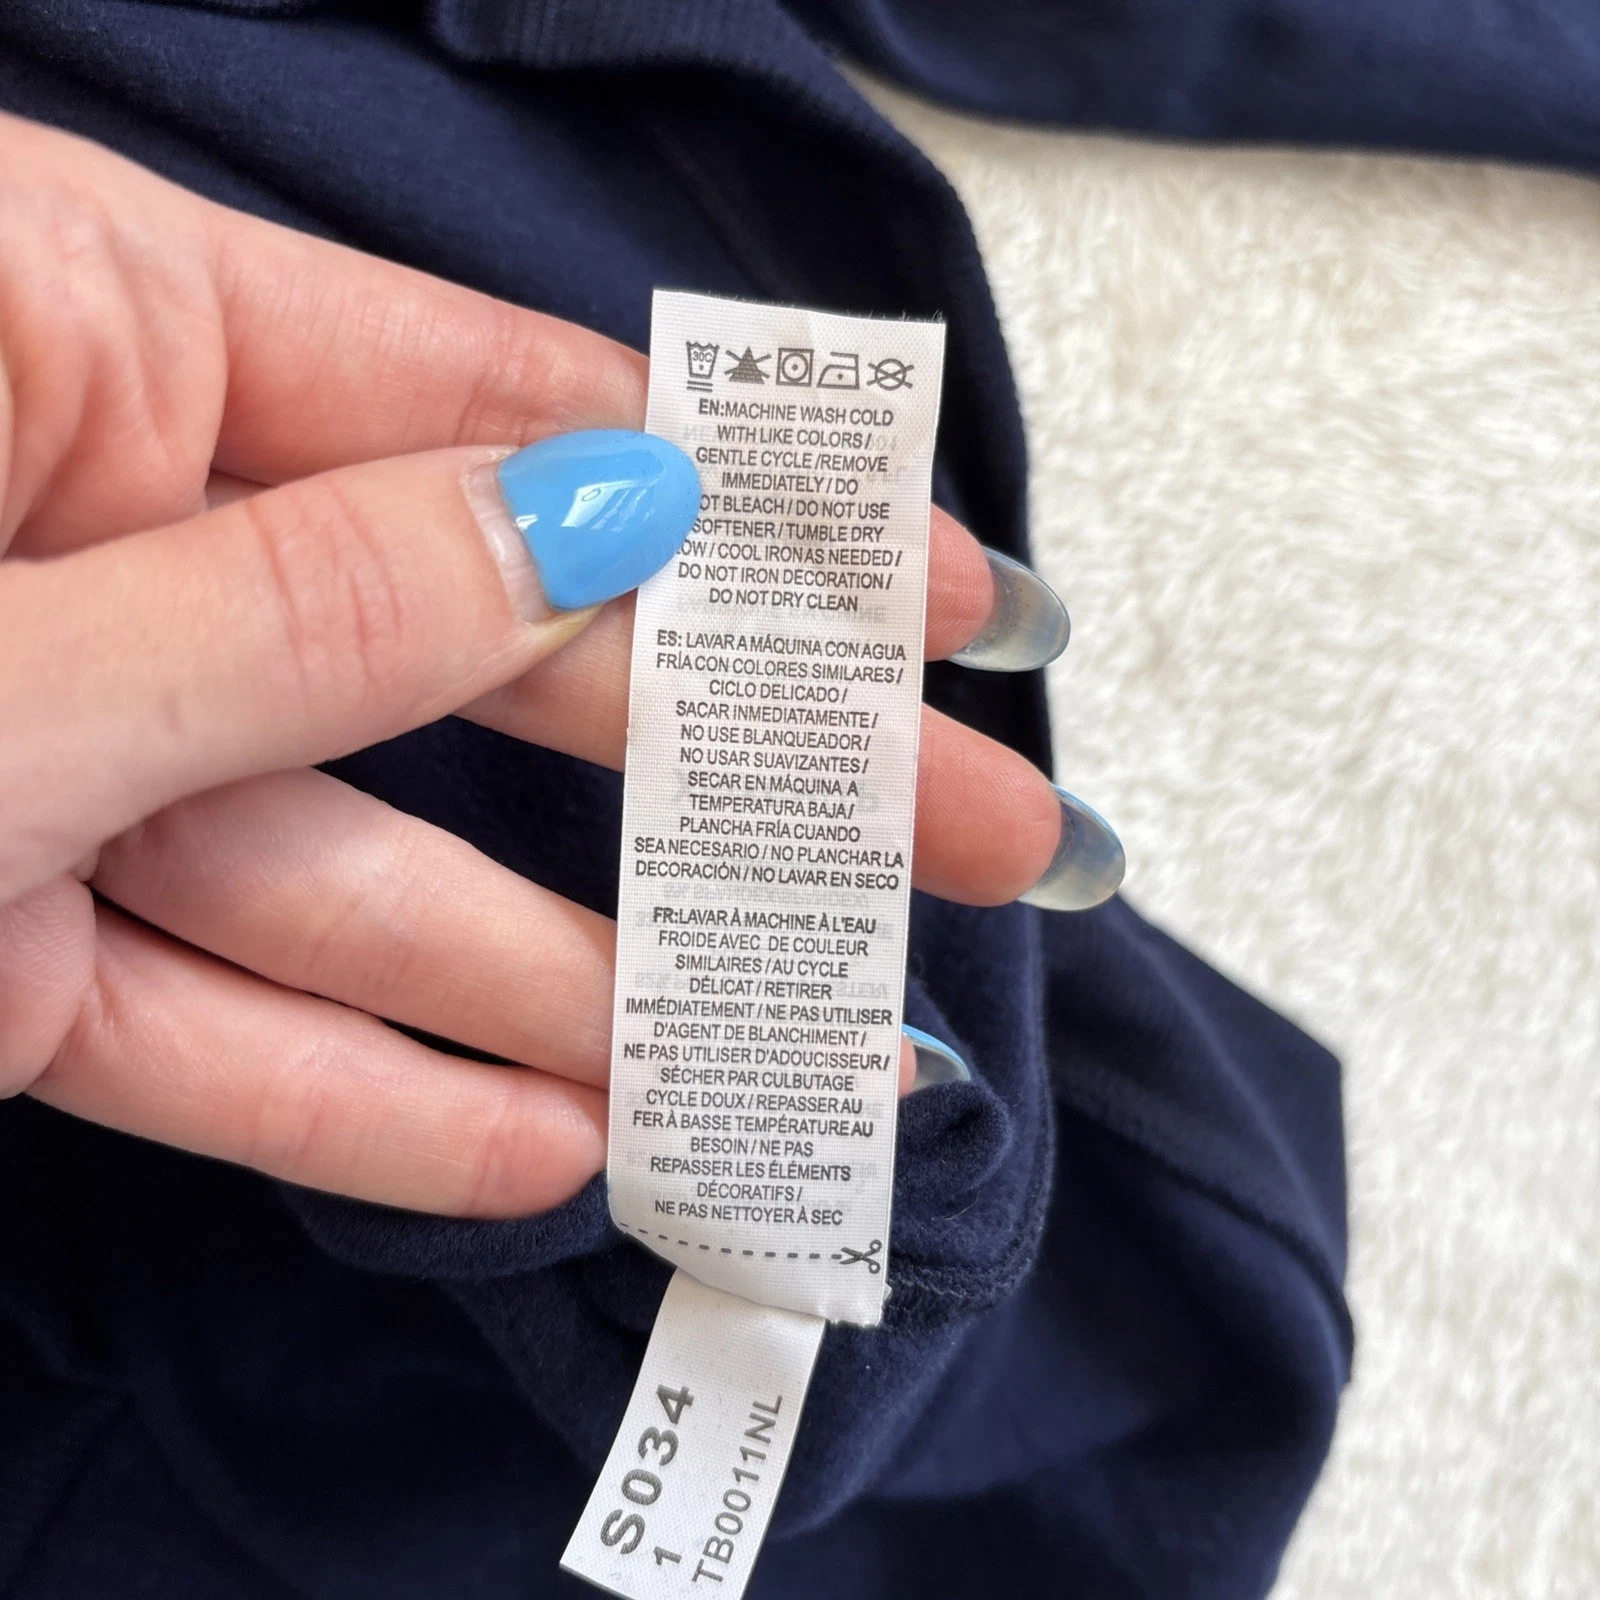 30C
EN:MACHINE WASH COLD
WITH LIKE COLORS/
GENTLE CYCLE/REMOVE
IMMEDIATELY/DO
OT BLEACH/DO NOT USE
SOFTENER/TUMBLE DRY
OW/COOL IRON AS NEEDED/
DO NOT IRON DECORATION/
DO NOT DRY CLEAN
ES: LAVAR A MÁQUINA CON AGUA
FRÍA CON COLORES SIMILARES/
CICLO DELICADO/
SACAR INMEDIATAMENTE/
NO USE BLANQUEADOR/
NO USAR SUAVIZANTES/
SECAR EN MÁQUINA A
TEMPERATURA BAJA/
PLANCHA FRÍA CUANDO
SEA NECESARIO/NO PLANCHAR LA
DECORACIÓN/NO LAVAR EN SECO
FR:LAVAR À MACHINE À L'EAU
FROIDE AVEC DE COULEUR
SIMILAIRES/AU CYCLE
DÉLICAT/RETIRER
IMMÉDIATEMENT/NE PAS UTILISER
D'AGENT DE BLANCHIMENT/
NE PAS UTILISER D'ADOUCISSEUR/
SÉCHER PAR CULBUTAGE
CYCLE DOUX/REPASSER AU
FER À BASSE TEMPÉRATURE AU
BESOIN/NE PAS
REPASSER LES ÉLÉMENTS
DÉCORATIFS/
NE PAS NETTOYER À SEC
S034
1
TB0011NL